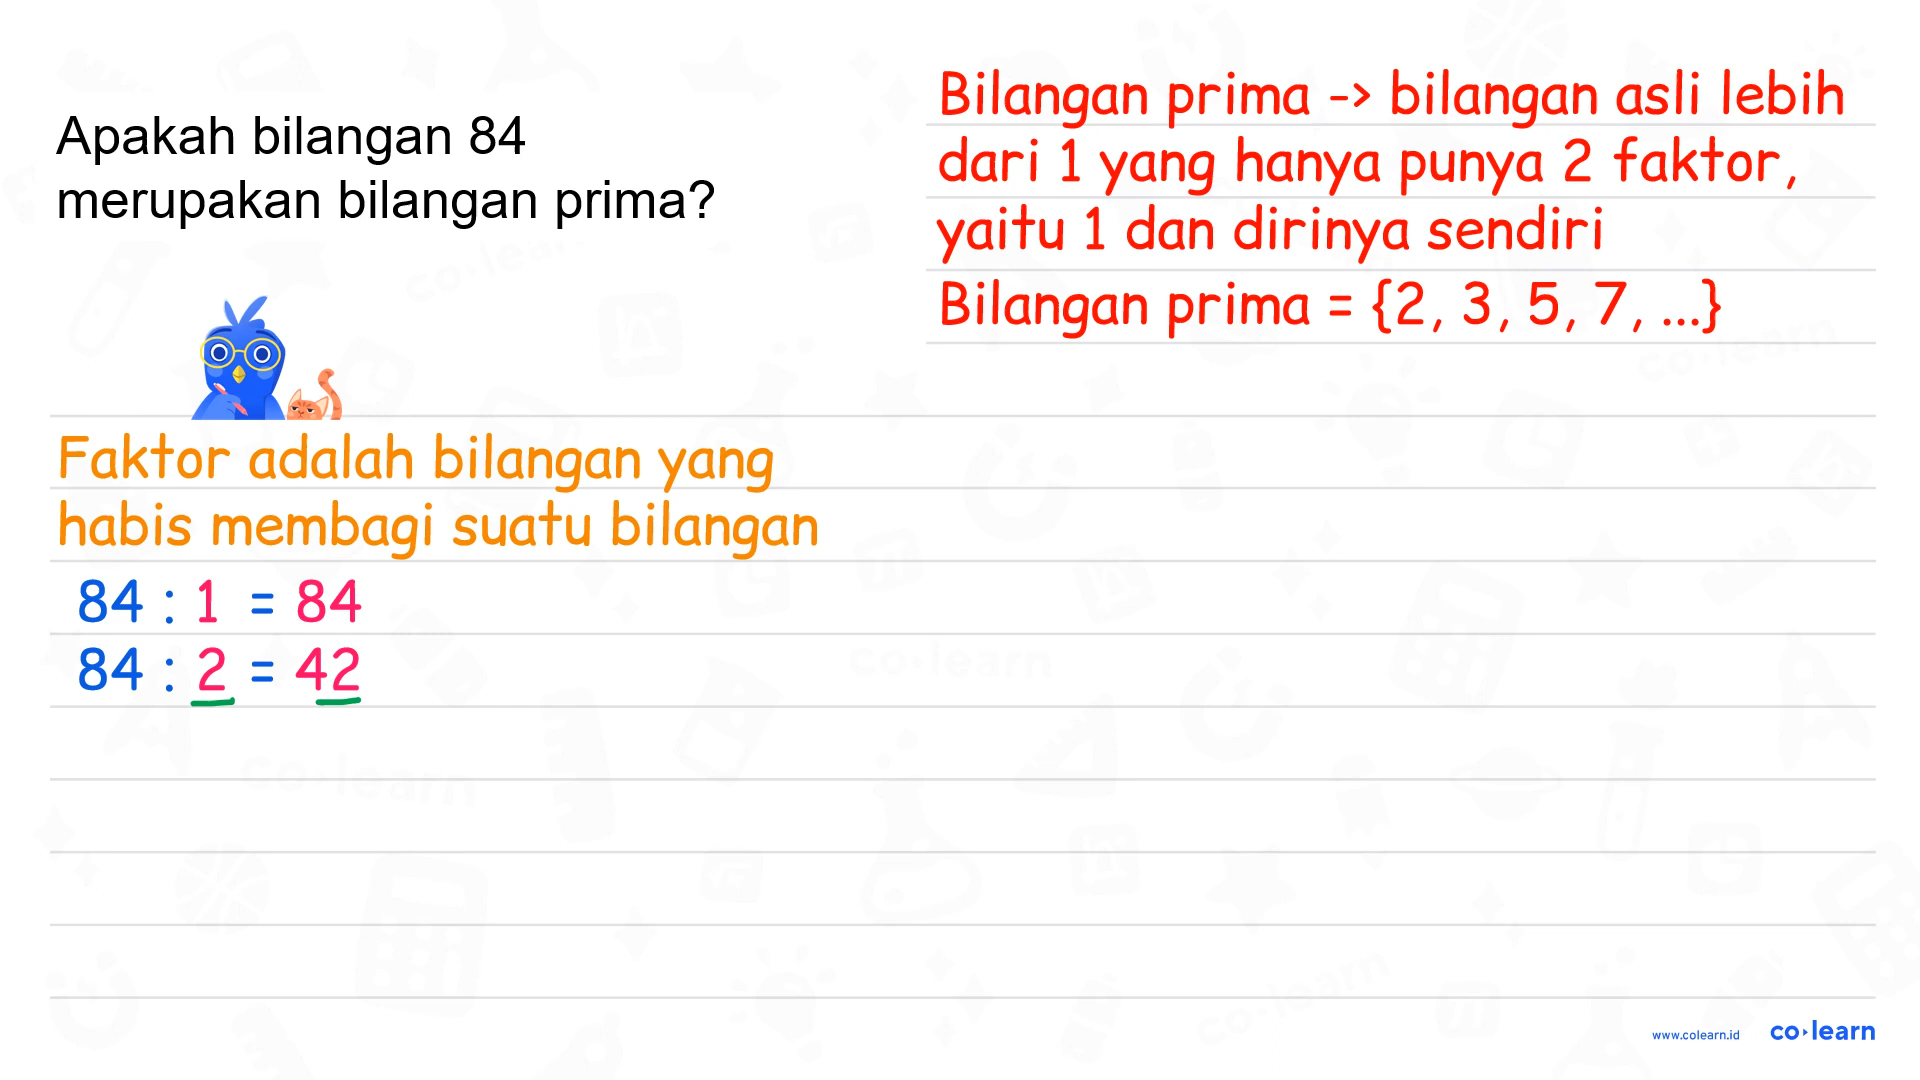 Apakah bilangan 84
merupakan bilangan prima?
Bilangan prima -> bilangan asli lebih
dari 1 yang hanya punya 2 faktor,
yaitu 1 dan dirinya sendiri
Bilangan prima = {2, 3, 5, 7, ...}
Faktor adalah bilangan yang
habis membagi suatu bilangan
84 : 1 = 84
84 : 2 = 42
www.colearn.id co·learn